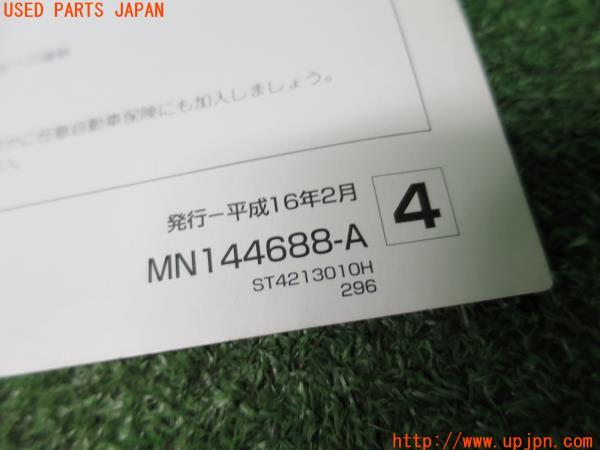 USED PARTS JAPAN
かに任意自動車保険にも加入しましょう。
発行－平成16年2月
4
MN144688-A
ST4213010H
296
http://www.upjpn.com/